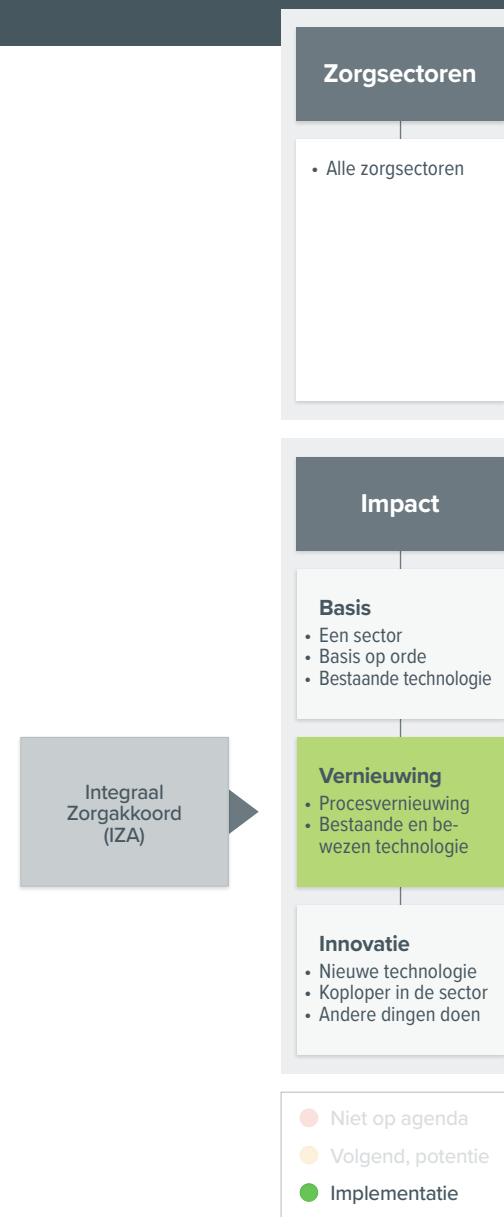 Zorgsectoren
• Alle zorgsectoren
Impact
Basis
• Een sector
• Basis op orde
• Bestaande technologie
Integraal
Zorgakkoord
(IZA)
Vernieuwing
• Procesvernieuwing
• Bestaande en be-
wezen technologie
Innovatie
• Nieuwe technologie
• Koploper in de sector
• Andere dingen doen
Niet op agenda
Volgend, potentie
Implementatie